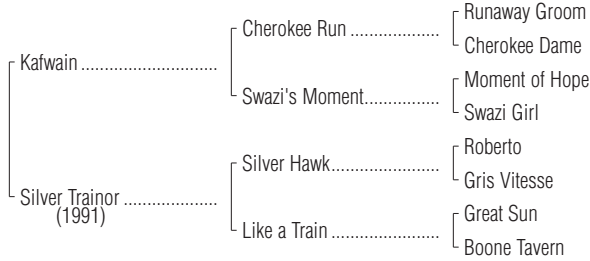 Runaway Groom
Cherokee Run ....................
Cherokee Dame
Kafwain ..............................
Moment of Hope
Swazi's Moment.................
Swazi Girl
Roberto
Silver Hawk........................
Gris Vitesse
Silver Trainor .....................
(1991)
Great Sun
Like a Train ........................
Boone Tavern